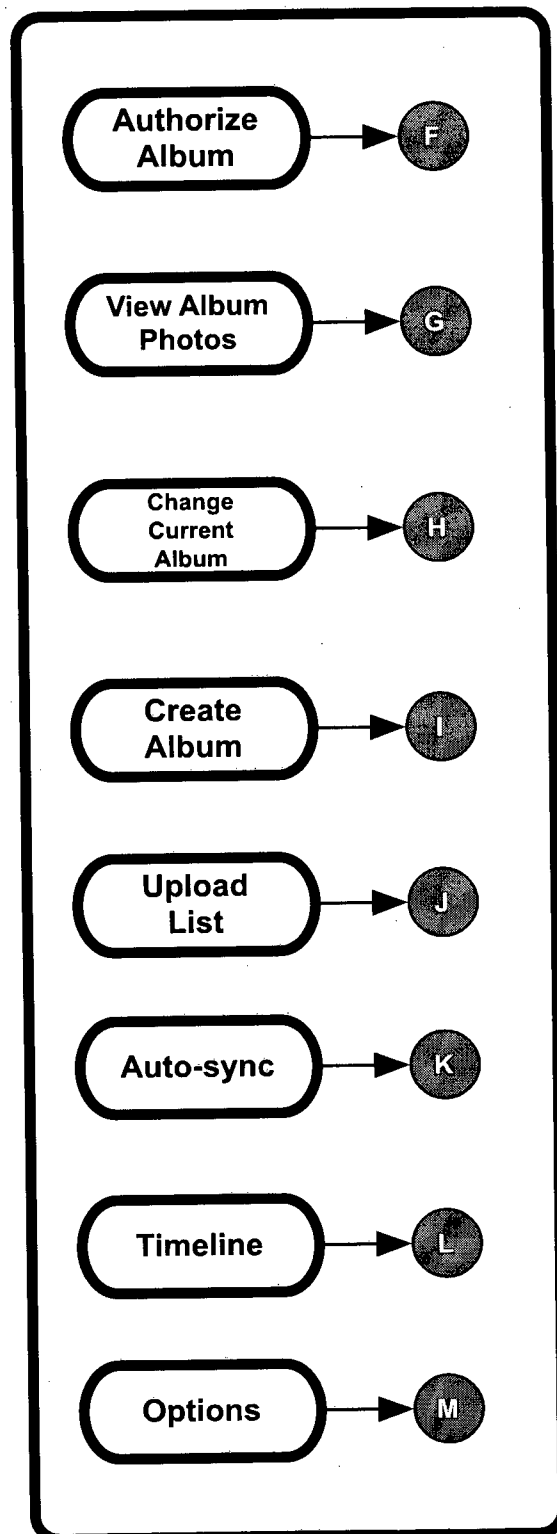 Authorize
Album
F
View Album
Photos
G
Change
Current
Album
H
Create
Album
I
Upload
List
J
Auto-sync
K
Timeline
L
Options
M